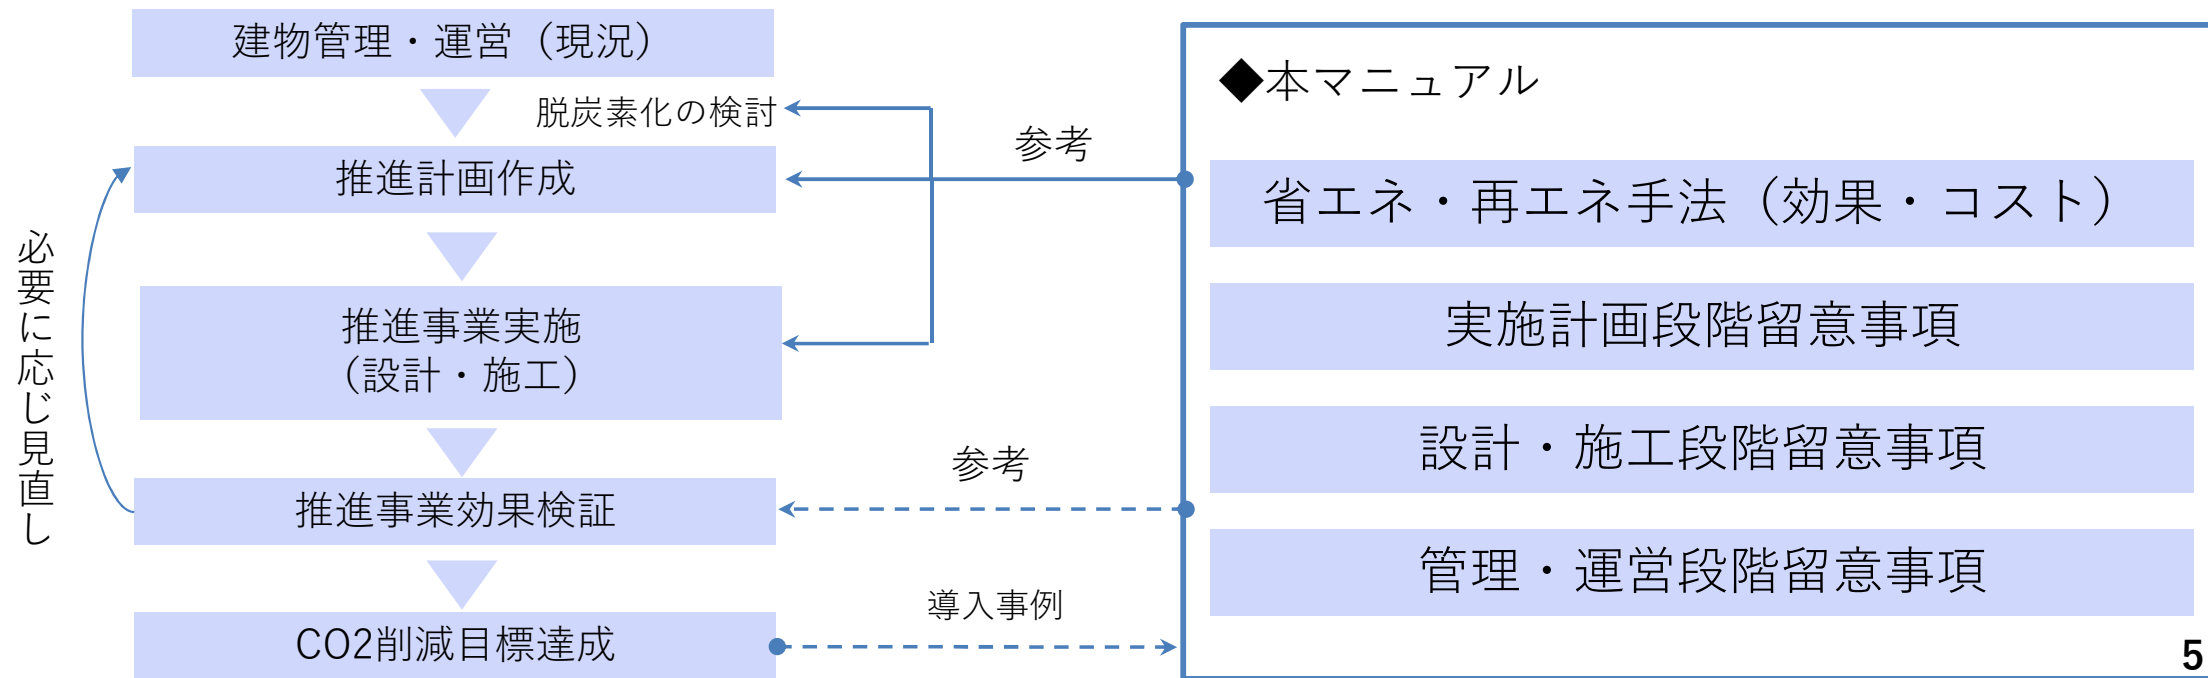 建物管理・運営（現況）
脱炭素化の検討
推進計画作成
推進事業実施
（設計・施工）
推進事業効果検証
CO2削減目標達成
必要に応じ見直し
参考
参考
導入事例
◆本マニュアル
省エネ・再エネ手法（効果・コスト）
実施計画段階留意事項
設計・施工段階留意事項
管理・運営段階留意事項
5